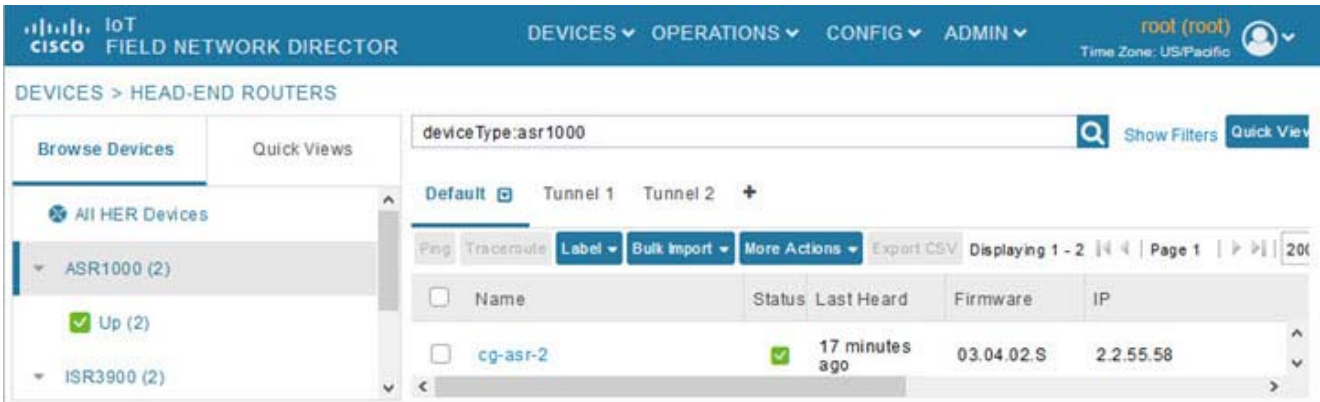 IoT
CISCO FIELD NETWORK DIRECTOR
DEVICES OPERATIONS CONFIG ADMIN
root (root)
Time Zone: US/Pacific
DEVICES > HEAD-END ROUTERS
Browse Devices Quick Views
All HER Devices
ASR1000 (2)
Up (2)
ISR3900 (2)
deviceType:asr1000
Show Filters Quick View
Default Tunnel 1 Tunnel 2 +
Ping Traceroute Label Bulk Import More Actions Export CSV Displaying 1 - 2 Page 1 200
Name Status Last Heard Firmware IP
cg-asr-2 17 minutes ago 03.04.02.S 2.2.55.58